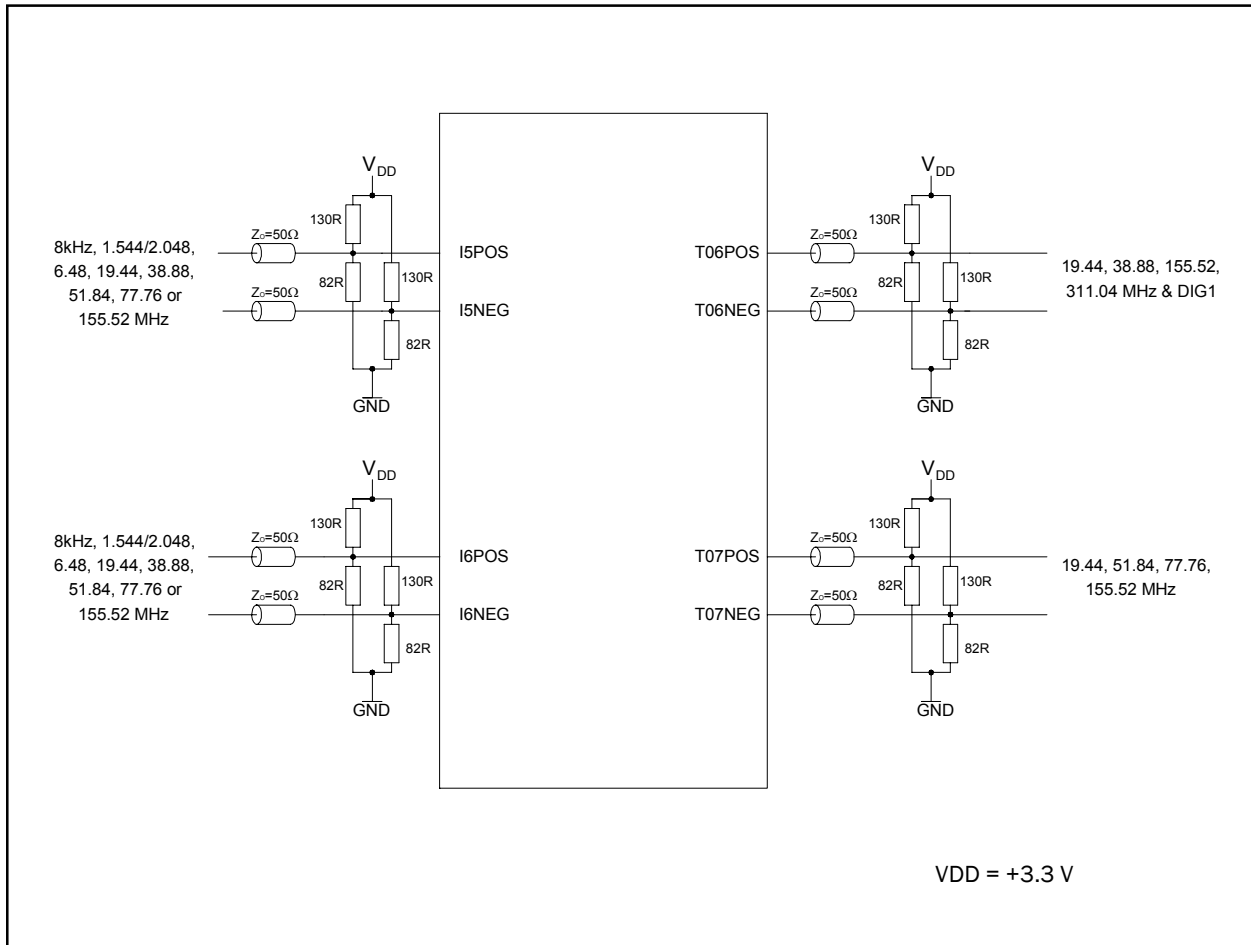 VDD
130R
Zo=50Ω
8kHz, 1.544/2.048,
6.48, 19.44, 38.88,
51.84, 77.76 or
155.52 MHz
82R
130R
Zo=50Ω
82R
GND
I5POS
I5NEG
T06POS
T06NEG
VDD
130R
Zo=50Ω
82R
130R
Zo=50Ω
82R
GND
19.44, 38.88, 155.52,
311.04 MHz & DIG1
VDD
130R
Zo=50Ω
8kHz, 1.544/2.048,
6.48, 19.44, 38.88,
51.84, 77.76 or
155.52 MHz
82R
130R
Zo=50Ω
82R
GND
I6POS
I6NEG
T07POS
T07NEG
VDD
130R
Zo=50Ω
82R
130R
Zo=50Ω
82R
GND
19.44, 51.84, 77.76,
155.52 MHz
VDD = +3.3 V